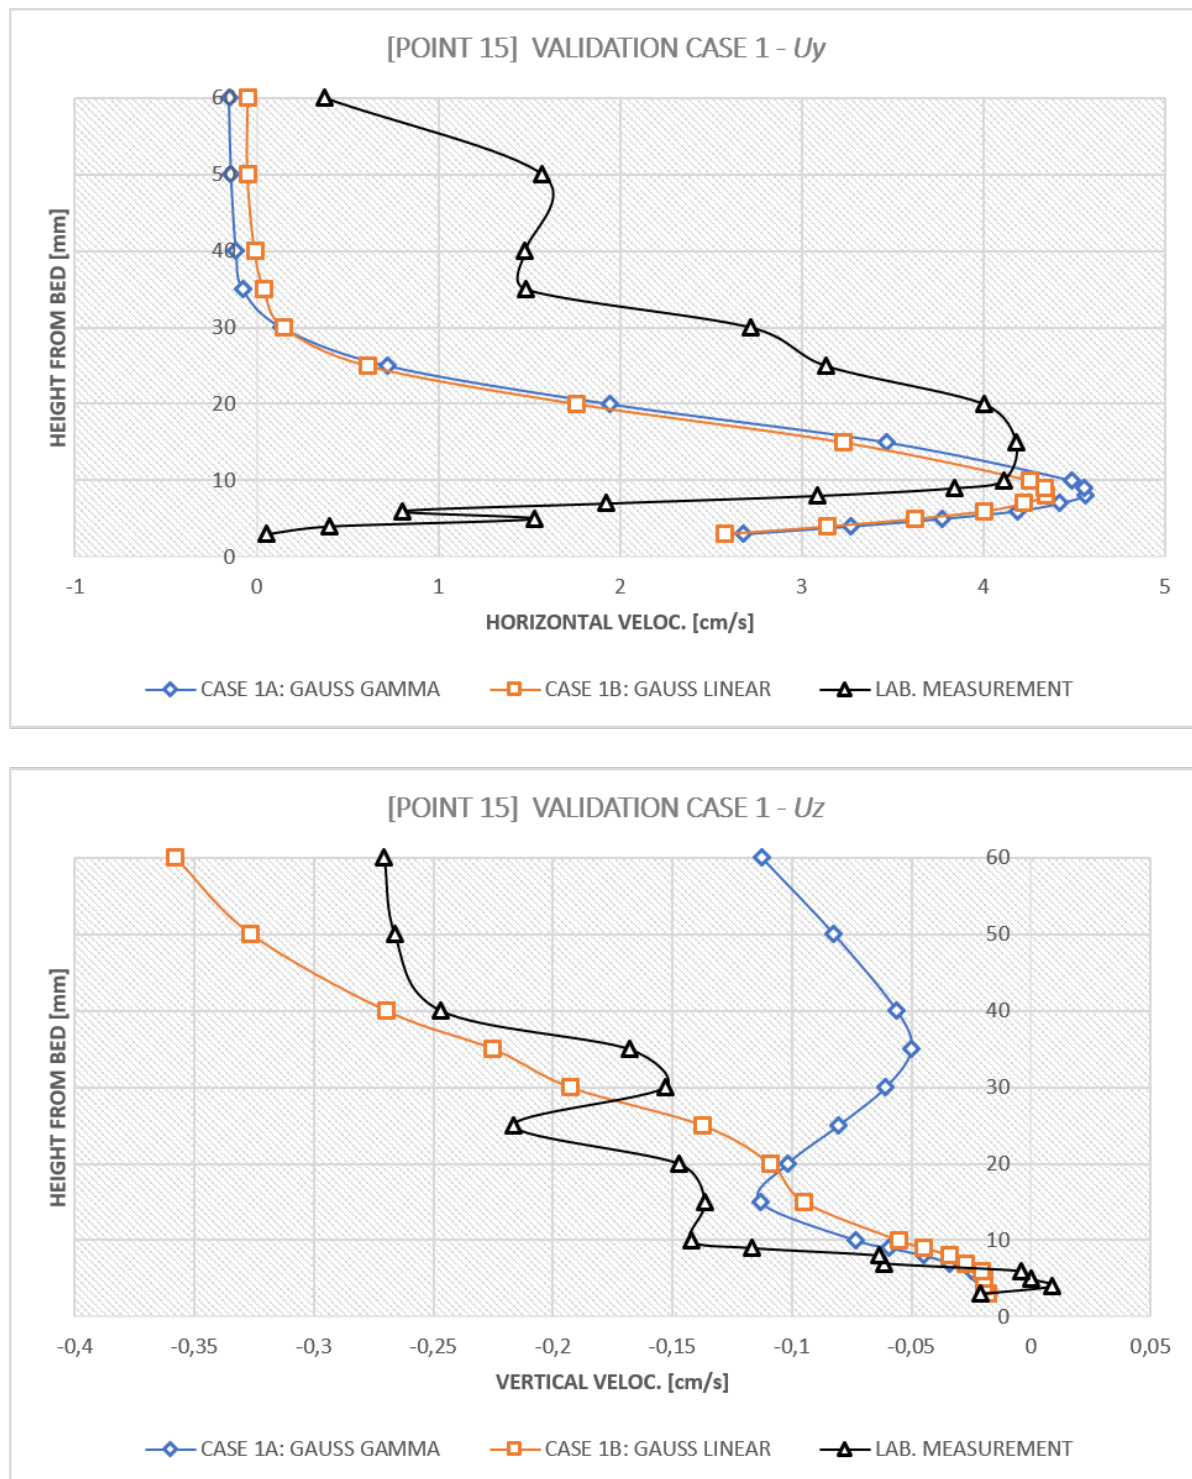 [POINT 15] VALIDATION CASE 1 - Uy
6
5
40
30
20
10
0
-1 0 1 2 3 4 5
HEIGHT FROM BED [mm]
HORIZONTAL VELOC. [cm/s]
CASE 1A: GAUSS GAMMA CASE 1B: GAUSS LINEAR LAB. MEASUREMENT
[POINT 15] VALIDATION CASE 1 - Uz
60
50
40
30
20
10
0
-0,4 -0,35 -0,3 -0,25 -0,2 -0,15 -0,1 -0,05 0 0,05
HEIGHT FROM BED [mm]
VERTICAL VELOC. [cm/s]
CASE 1A: GAUSS GAMMA CASE 1B: GAUSS LINEAR LAB. MEASUREMENT